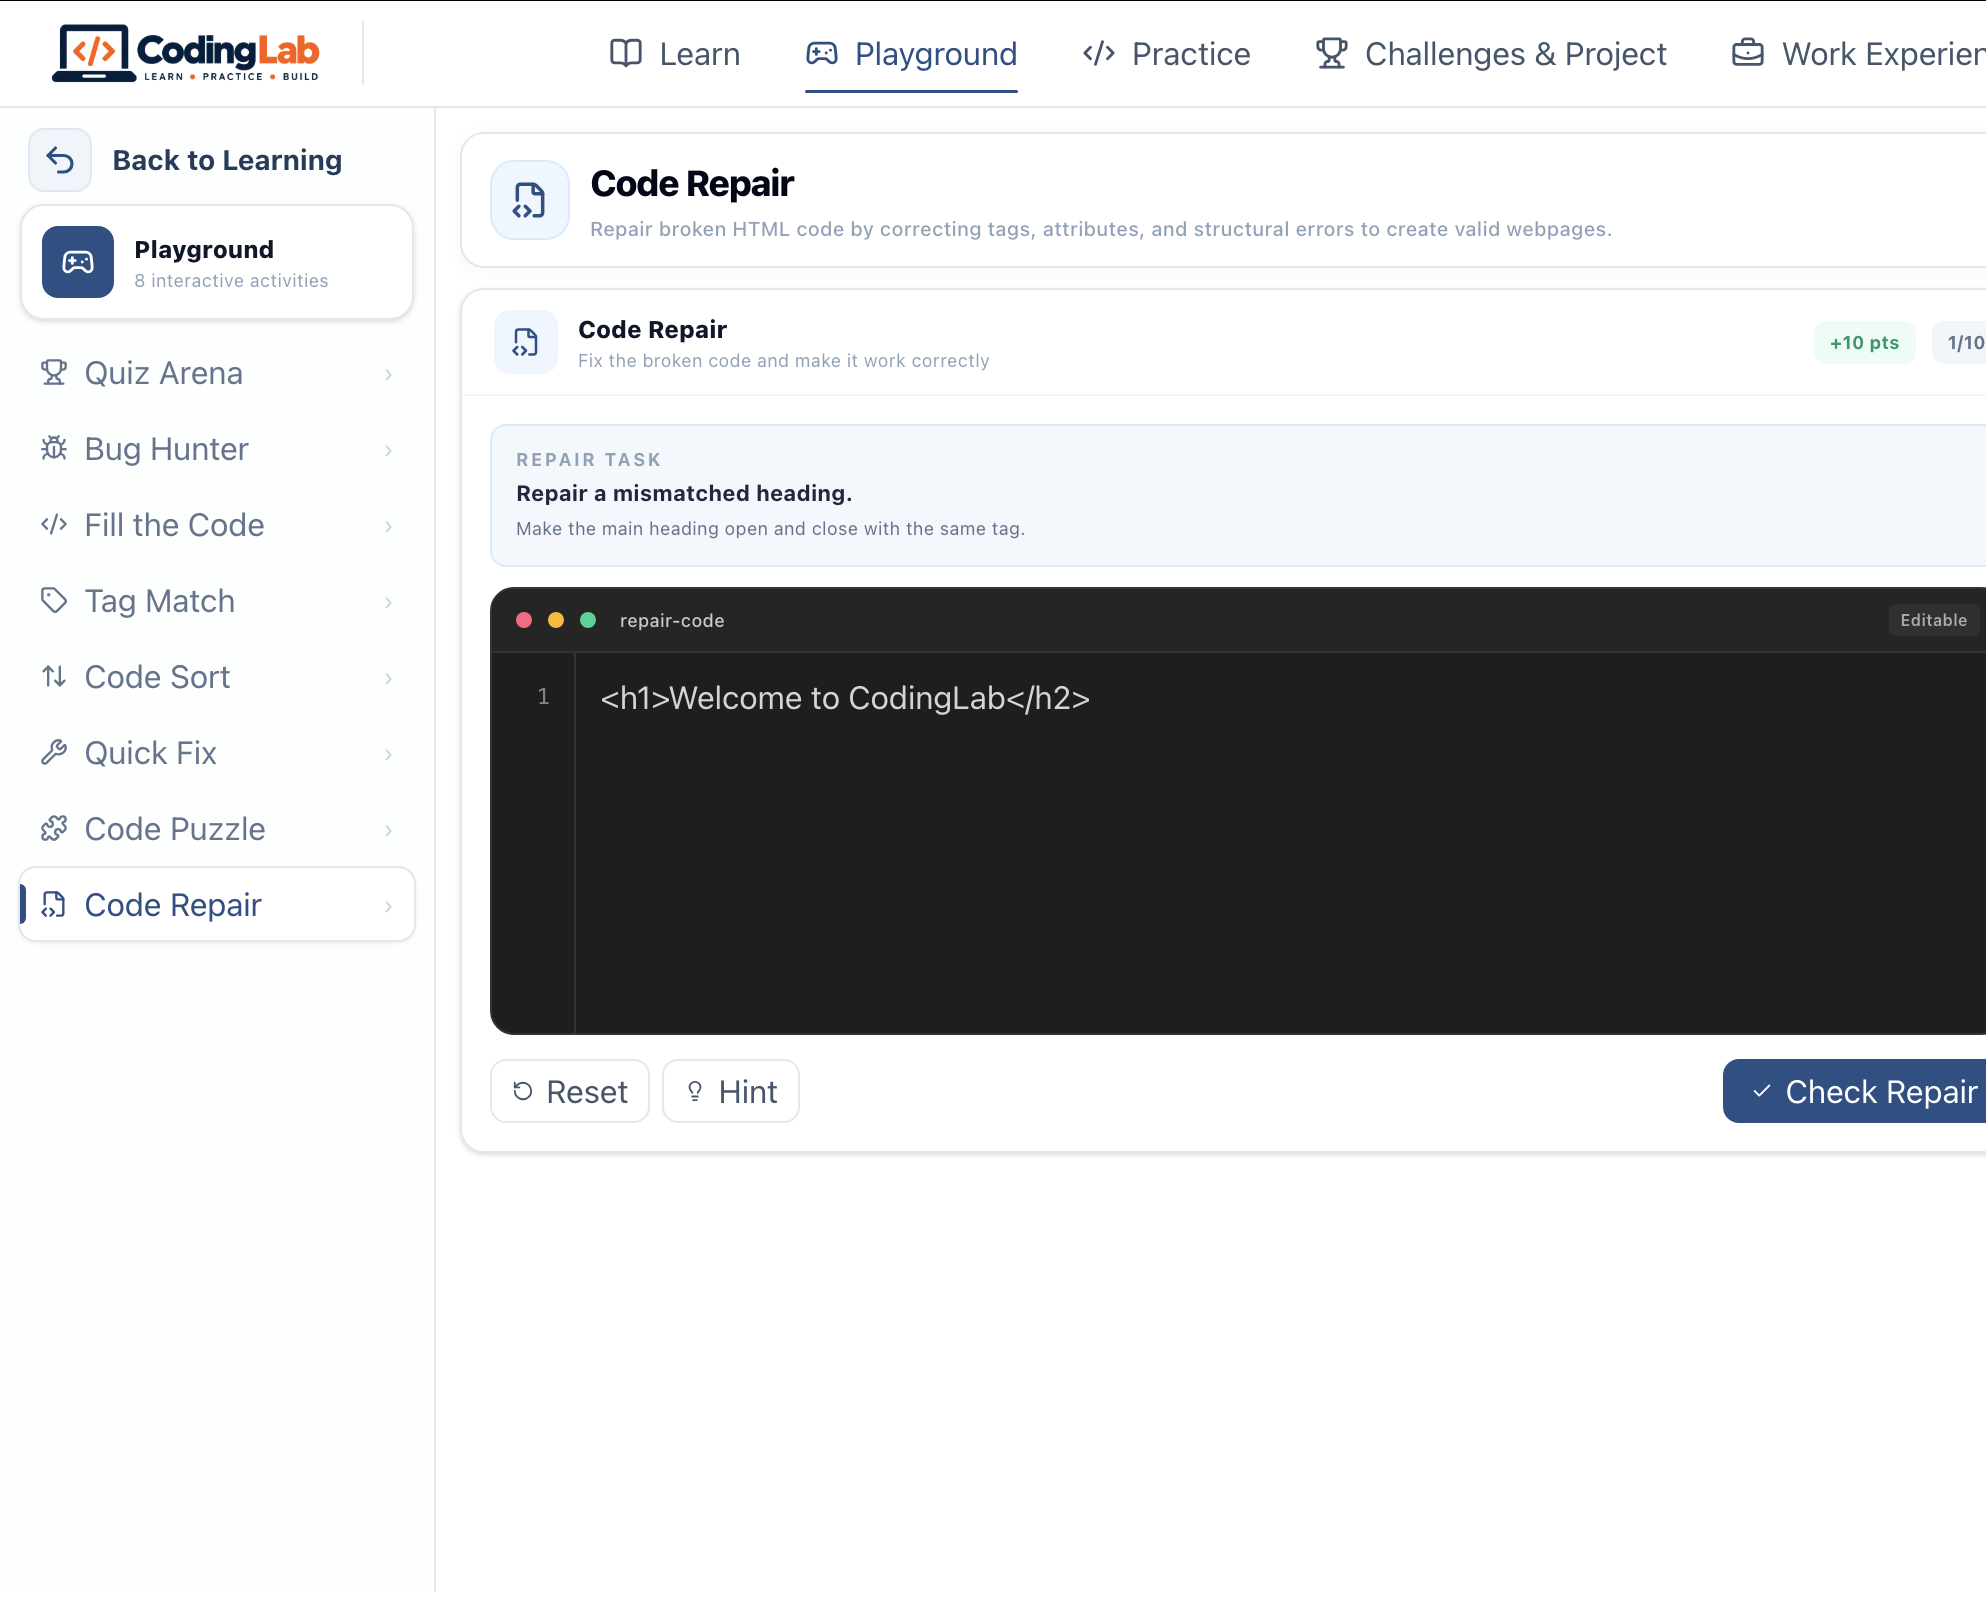 CodingLab
LEARN • PRACTICE • BUILD
Learn
Playground
</> Practice
Challenges & Project
Work Experien
Back to Learning
Playground
8 interactive activities
Quiz Arena
Bug Hunter
Fill the Code
Tag Match
Code Sort
Quick Fix
Code Puzzle
Code Repair
Code Repair
Repair broken HTML code by correcting tags, attributes, and structural errors to create valid webpages.
Code Repair
Fix the broken code and make it work correctly
+10 pts
1/10
REPAIR TASK
Repair a mismatched heading.
Make the main heading open and close with the same tag.
repair-code
Editable
1
<h1>Welcome to CodingLab</h2>
Reset
Hint
Check Repair